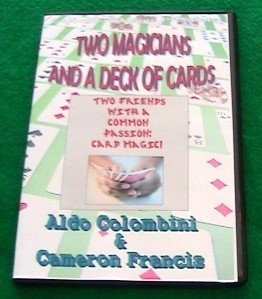 TWO MAGICIANS
AND A DECK OF CARDS
TWO FRIENDS
WITH A
COMMON
PASSION:
CARD MAGIC!
Aldo Colombini
&
Cameron Francis